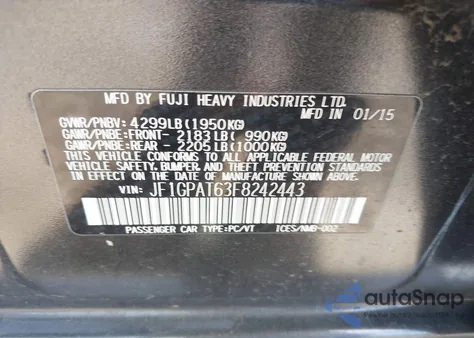 MFD BY FUJI HEAVY INDUSTRIES LTD.
MFD IN 01/15
GVWR/PNBV: 4299LB(1950KG)
GAWR/PNBE:FRONT- 2183LB( 990KG)
GAWR/PNBE:REAR - 2205LB(1000KG)
THIS VEHICLE CONFORMS TO ALL APPLICABLE
FEDERAL MOTOR
VEHICLE SAFETY, BUMPER, AND THEFT PREVENTION STANDARDS
IN EFFECT ON THE DATE OF MANUFACTURE SHOWN ABOVE.
VIN: JF1GPAT63F8242443
PASSENGER CAR TYPE:PC/VT ICES/NMB-002
autoSnap